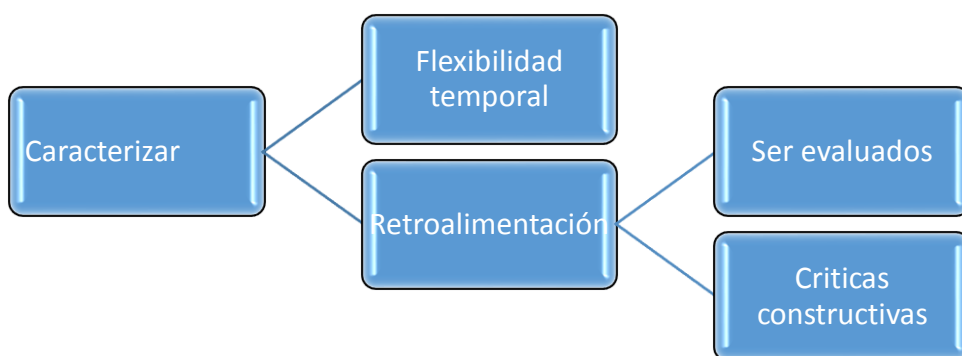 Caracterizar
Flexibilidad
temporal
Retroalimentación
Ser evaluados
Criticas
constructivas